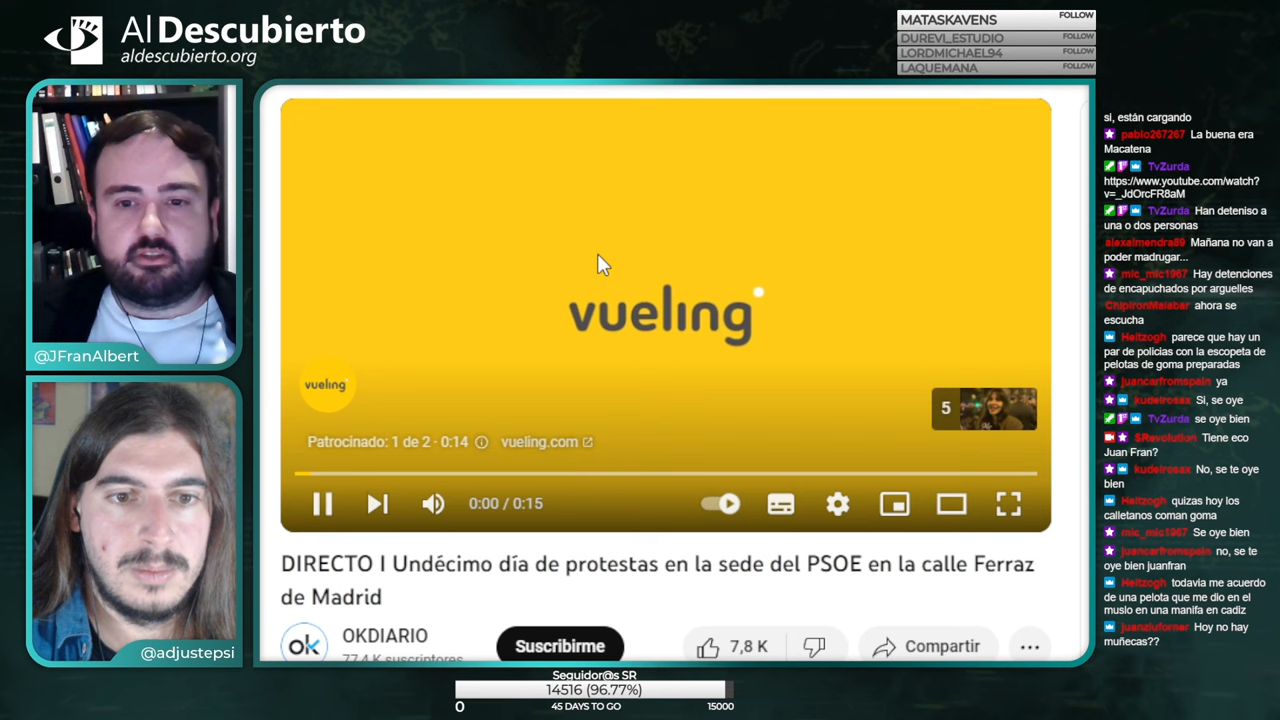 Al Descubierto
aldescubierto.org
MATASKAVENS FOLLOW
DUREVI_ESTUDIO FOLLOW
LORDMICHAEL94 FOLLOW
LAQUEMANA FOLLOW
@JFranAlbert
@adjustepsi
vueling
vueling
5
Patrocinado: 1 de 2 · 0:14 vueling.com
0:00 / 0:15
DIRECTO I Undécimo día de protestas en la sede del PSOE en la calle Ferraz
de Madrid
ok
OKDIARIO
77,4 K suscriptores
Suscribirme
7,8 K
Compartir
si, están cargando
pablo267267 La buena era
Macatena
TvZurda
https://www.youtube.com/watch?
v=_JdOrcFR8aM
TvZurda Han deteniso a
una o dos personas
alexalmendra89 Mañana no van a
poder madrugar...
mic_mic1967 Hay detenciones
de encapuchados por arguelles
ChipironMalabar ahora se
escucha
Heitzogh parece que hay un
par de policias con la escopeta de
pelotas de goma preparadas
juancarfromspain ya
kudelrosax Si, se oye
TvZurda se oye bien
SRevolution Tiene eco
Juan Fran?
kudelrosax No, se te oye
bien
Heitzogh quizas hoy los
calletanos coman goma
mic_mic1967 Se oye bien
juancarfromspain no, se te
oye bien juanfran
Heitzogh todavia me acuerdo
de una pelota que me dio en el
muslo en una manifa en cadiz
juanziuforner Hoy no hay
muñecas??
Seguidor@s SR
14516 (96.77%)
0 45 DAYS TO GO 15000